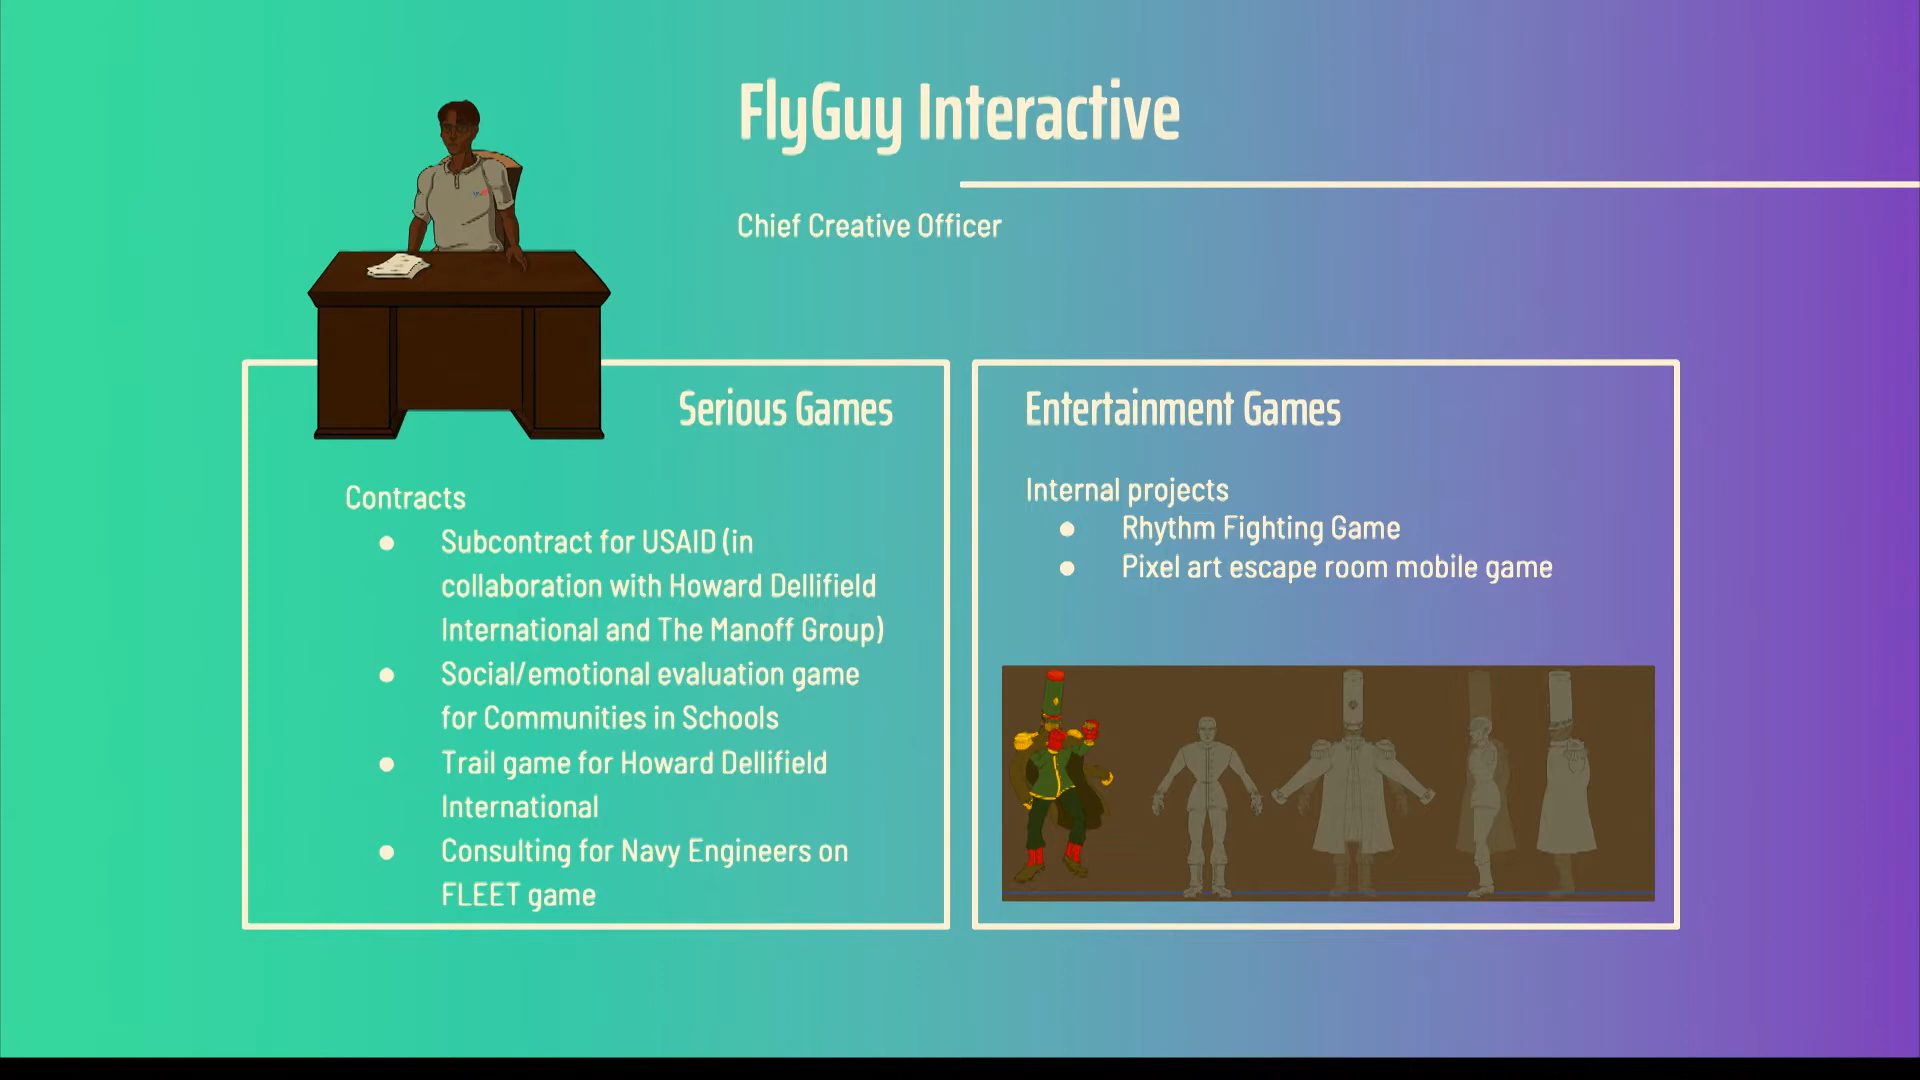 FlyGuy Interactive
Chief Creative Officer
Serious Games
Contracts
● Subcontract for USAID (in
collaboration with Howard Dellifield
International and The Manoff Group)
● Social/emotional evaluation game
for Communities in Schools
● Trail game for Howard Dellifield
International
● Consulting for Navy Engineers on
FLEET game
Entertainment Games
Internal projects
● Rhythm Fighting Game
● Pixel art escape room mobile game